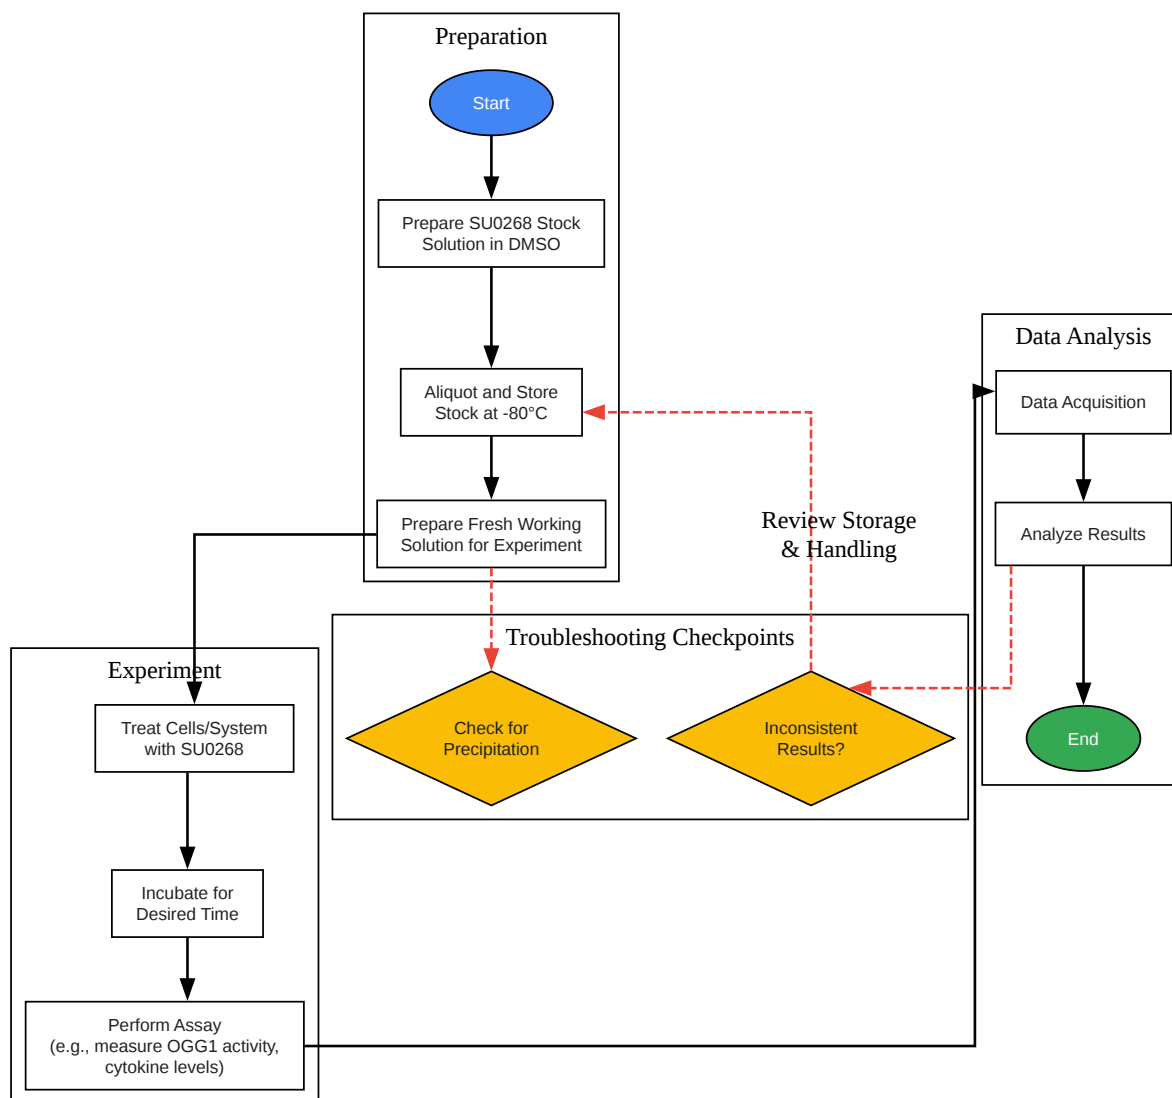 Preparation
Start
Prepare SU0268 Stock
Solution in DMSO
Aliquot and Store
Stock at -80°C
Prepare Fresh Working
Solution for Experiment
Review Storage
& Handling
Data Analysis
Data Acquisition
Analyze Results
End
Troubleshooting Checkpoints
Check for
Precipitation
Inconsistent
Results?
Experiment
Treat Cells/System
with SU0268
Incubate for
Desired Time
Perform Assay
(e.g., measure OGG1 activity,
cytokine levels)